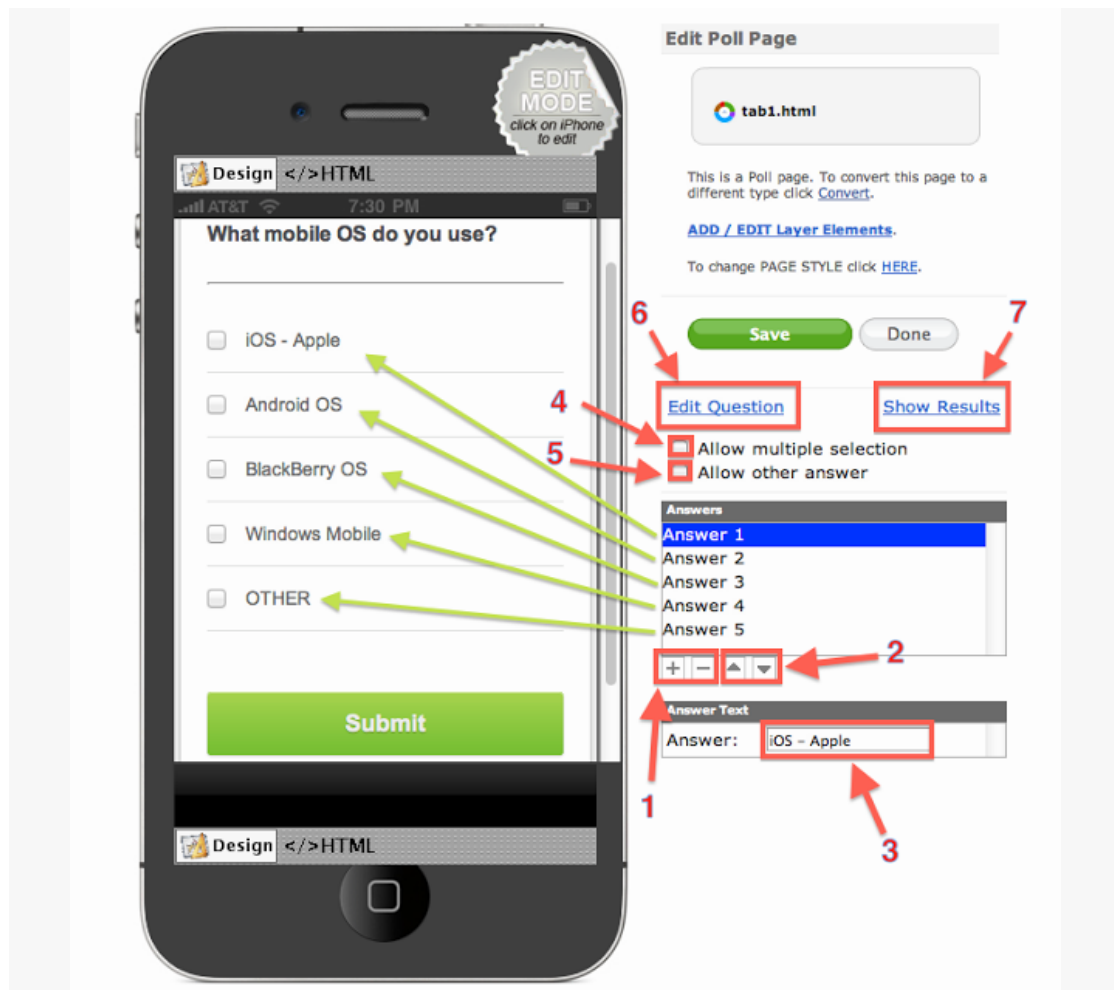 EDIT
MODE
click on iPhone
to edit
Design </>HTML
AT&T 7:30 PM
What mobile OS do you use?
iOS - Apple
Android OS
BlackBerry OS
Windows Mobile
OTHER
Submit
Design </>HTML
Edit Poll Page
tab1.html
This is a Poll page. To convert this page to a
different type click Convert.
ADD / EDIT Layer Elements.
To change PAGE STYLE click HERE.
6
7
Save Done
Edit Question Show Results
4
Allow multiple selection
5
Allow other answer
Answers
Answer 1
Answer 2
Answer 3
Answer 4
Answer 5
+ −
2
Answer Text
Answer: iOS – Apple
1
3